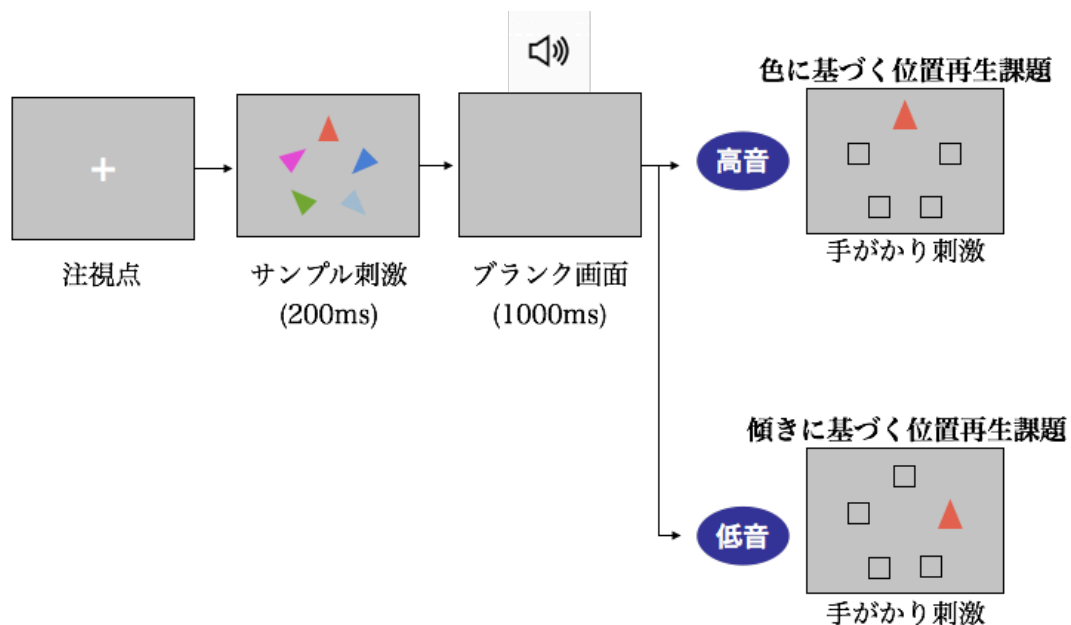 色に基づく位置再生課題
高音
手がかり刺激
注視点
サンプル刺激
(200ms)
ブランク画面
(1000ms)
傾きに基づく位置再生課題
低音
手がかり刺激